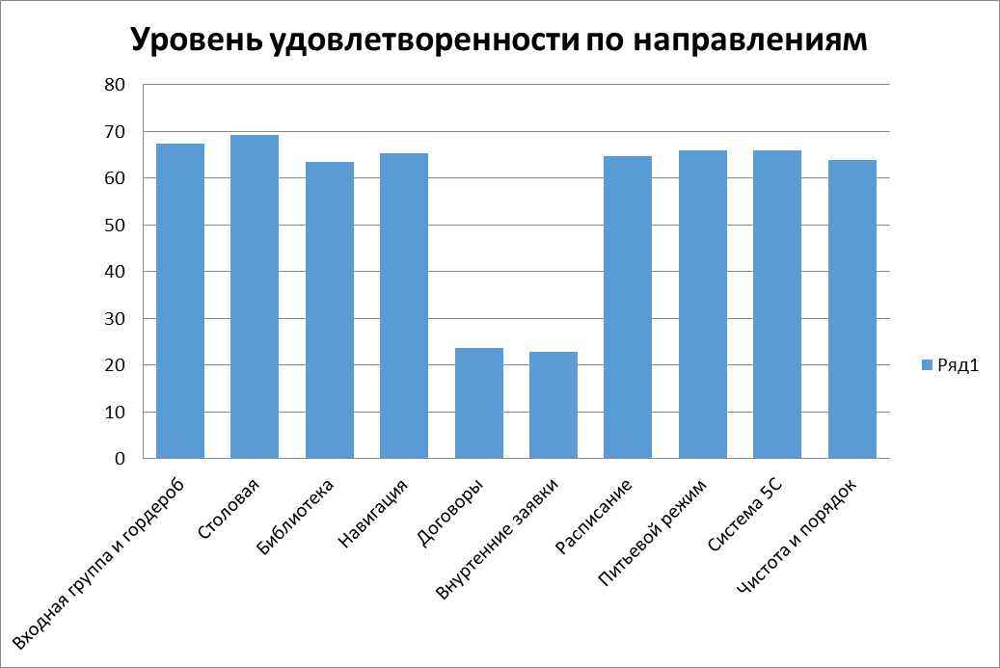 Уровень удовлетворенности по направлениям
80
70
60
50
40
30
20
10
0
Ряд1
Входная группа и гордероб
Столовая
Библиотека
Навигация
Договоры
Внуртенние заявки
Расписание
Питьевой режим
Система 5С
Чистота и порядок